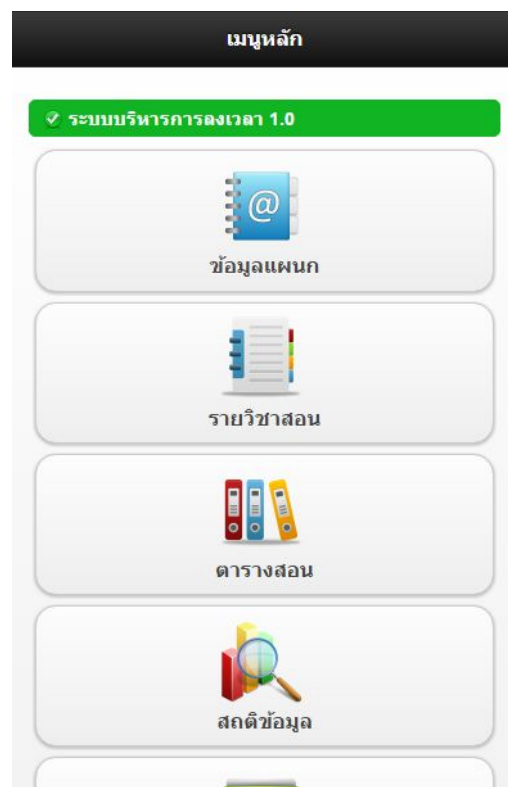 เมนูหลัก
ระบบบริหารการลงเวลา 1.0
@
ข้อมูลแผนก
รายวิชาสอน
ตารางสอน
สถติข้อมูล